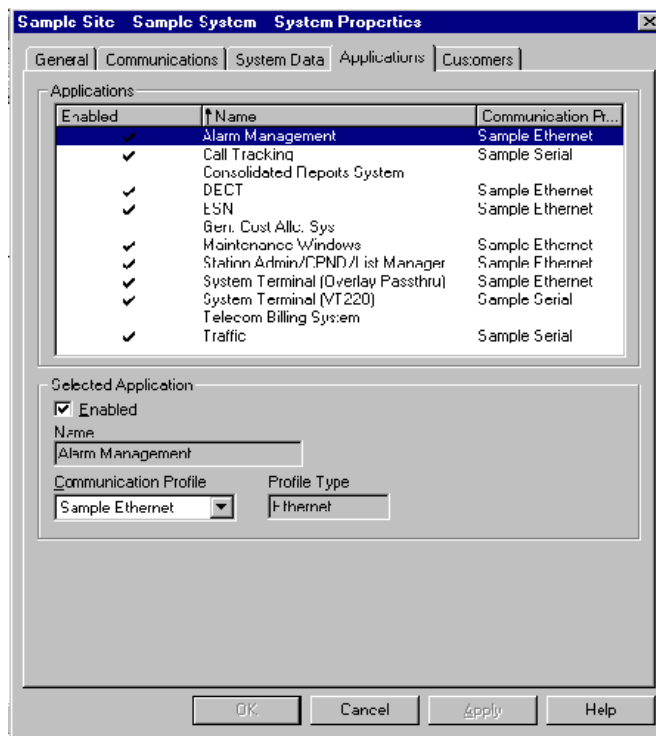 Sample Site Sample System System Properties
General Communications System Data Applications Customers
Applications
Enabled Name Communication Pr...
Alarm Management Sample Ethernet
Call Tracking Sample Serial
Consolidated Reports System
DECT Sample Ethernet
ESN Sample Ethernet
Gen. Cost Allc. Sys
Maintenance Windows Sample Ethernet
Station Admin/CPND/List Manager Sample Ethernet
System Terminal (Overlay Passthru) Sample Ethernet
System Terminal (VT220) Sample Serial
Telecom Billing System
Traffic Sample Serial
Selected Application
Enabled
Name
Alarm Management
Communication Profile Profile Type
Sample Ethernet Ethernet
OK Cancel Apply Help